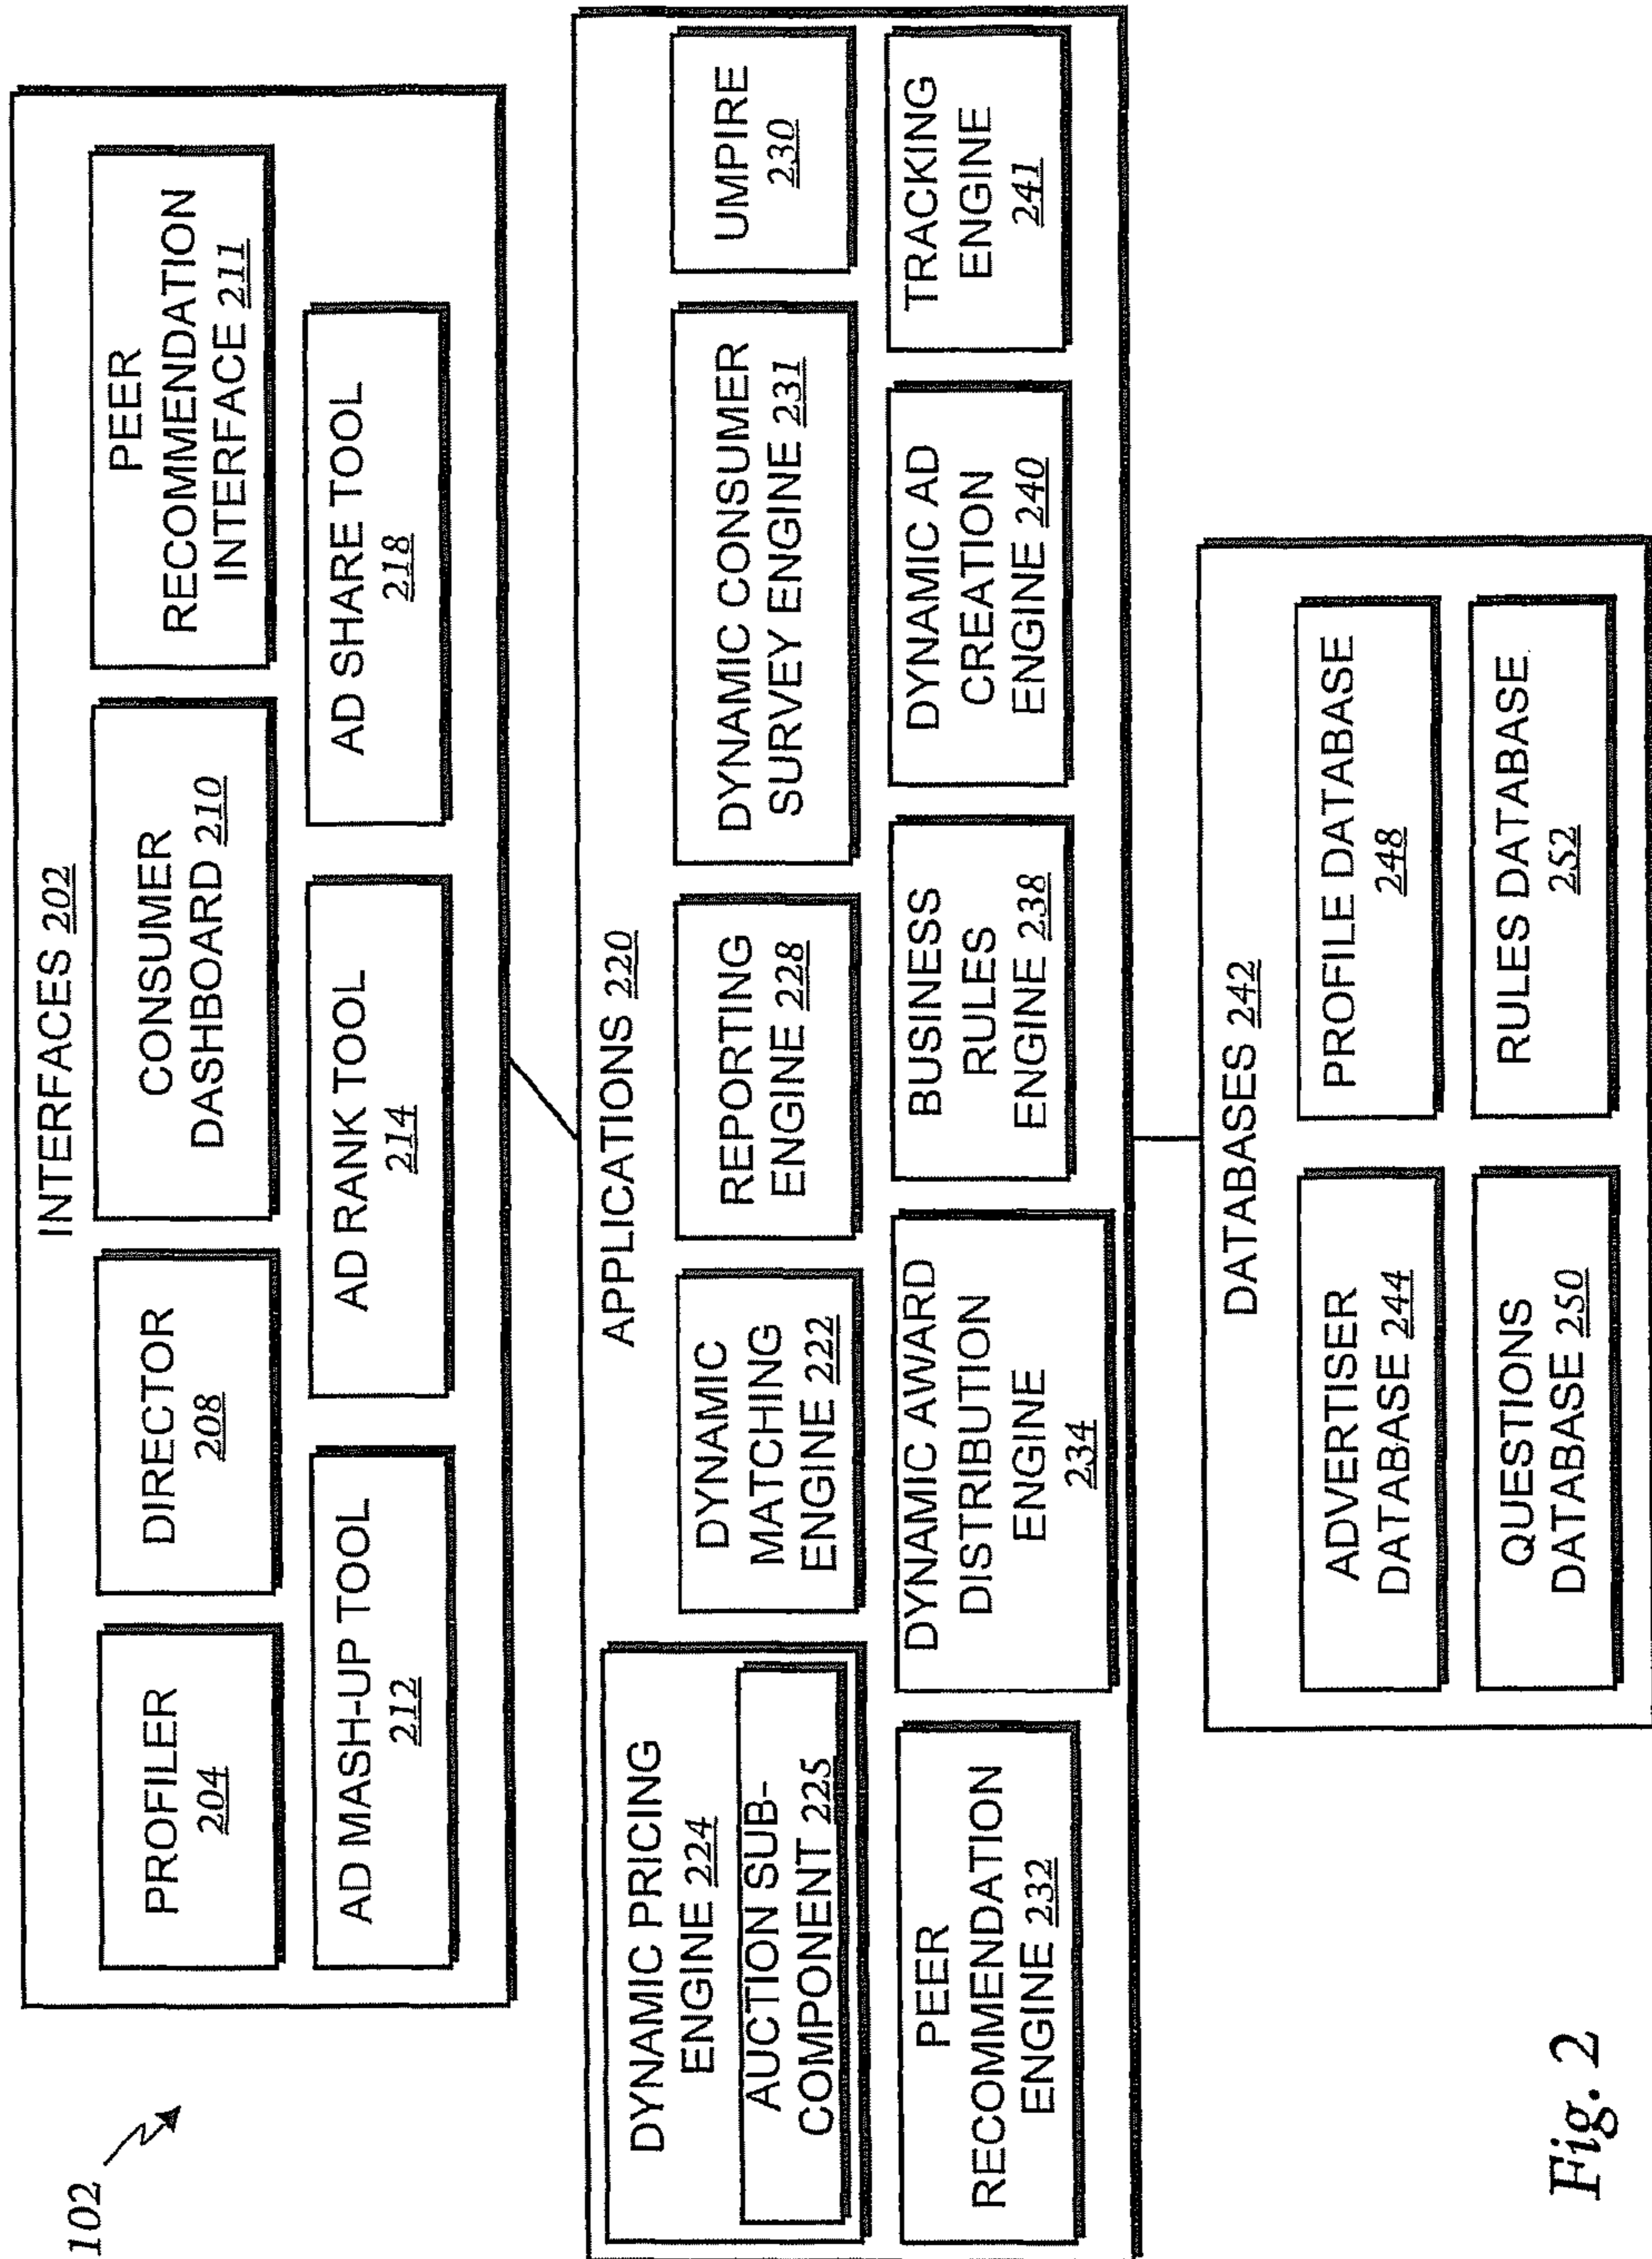 102
INTERFACES 202
PROFILER
204
DIRECTOR
208
CONSUMER
DASHBOARD 210
PEER
RECOMMENDATION
INTERFACE 211
AD MASH-UP TOOL
212
AD RANK TOOL
214
AD SHARE TOOL
218
APPLICATIONS 220
DYNAMIC PRICING
ENGINE 224
AUCTION SUB-
COMPONENT 225
DYNAMIC
MATCHING
ENGINE 222
REPORTING
ENGINE 228
DYNAMIC CONSUMER
SURVEY ENGINE 231
UMPIRE
230
PEER
RECOMMENDATION
ENGINE 232
DYNAMIC AWARD
DISTRIBUTION
ENGINE
234
BUSINESS
RULES
ENGINE 238
DYNAMIC AD
CREATION
ENGINE 240
TRACKING
ENGINE
241
DATABASES 242
ADVERTISER
DATABASE 244
PROFILE DATABASE
248
QUESTIONS
DATABASE 250
RULES DATABASE
252
Fig. 2